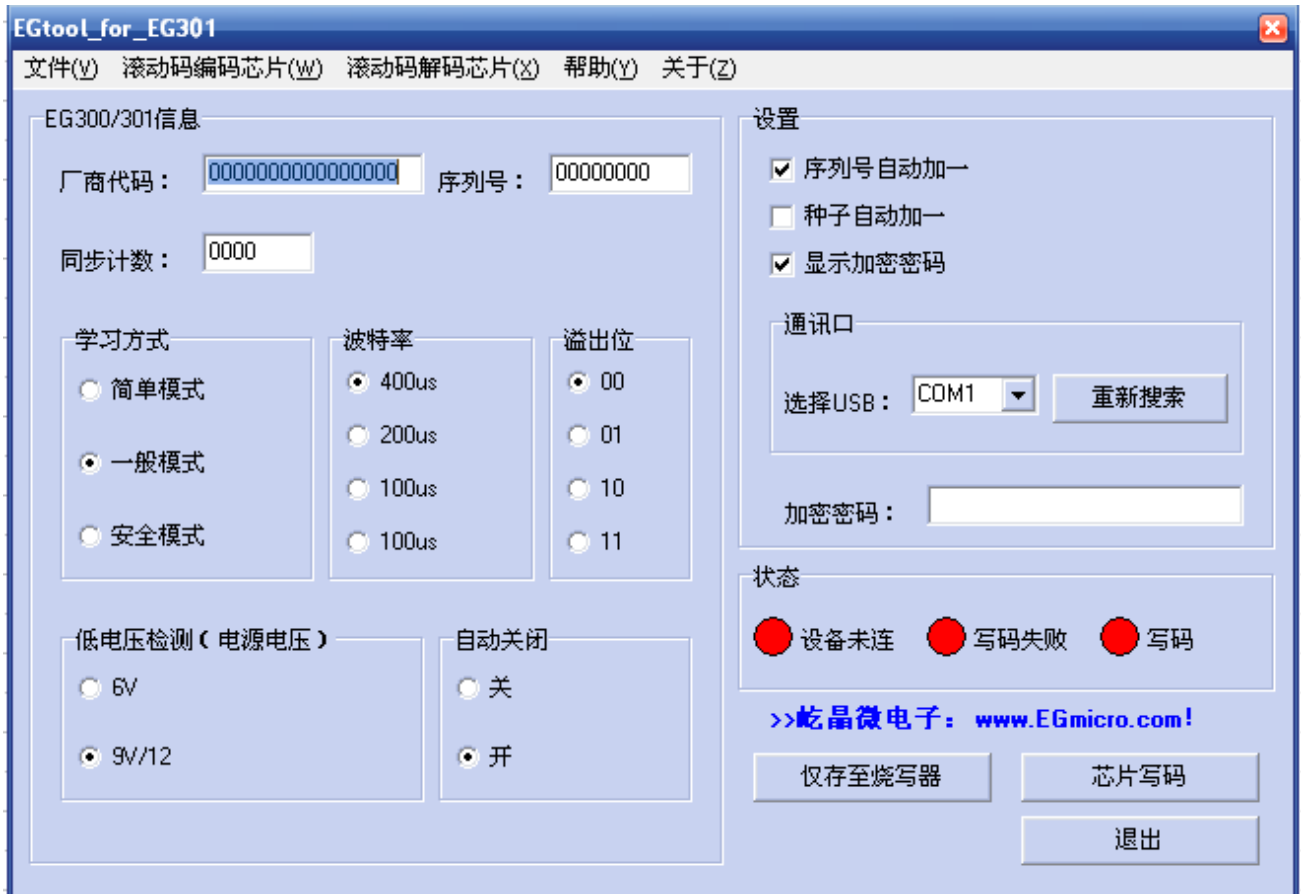 EGtool_for_EG301
文件(V) 滚动码编码芯片(W) 滚动码解码芯片(X) 帮助(Y) 关于(Z)
EG300/301信息
厂商代码： 0000000000000000 序列号： 00000000
同步计数： 0000
学习方式
简单模式
一般模式
安全模式
波特率
400us
200us
100us
100us
溢出位
00
01
10
11
低电压检测（电源电压）
6V
9V/12
自动关闭
关
开
设置
序列号自动加一
种子自动加一
显示加密密码
通讯口
选择USB： COM1 重新搜索
加密密码：
状态
设备未连 写码失败 写码
>>屹晶微电子：www.EGmicro.com!
仅存至烧写器 芯片写码
退出